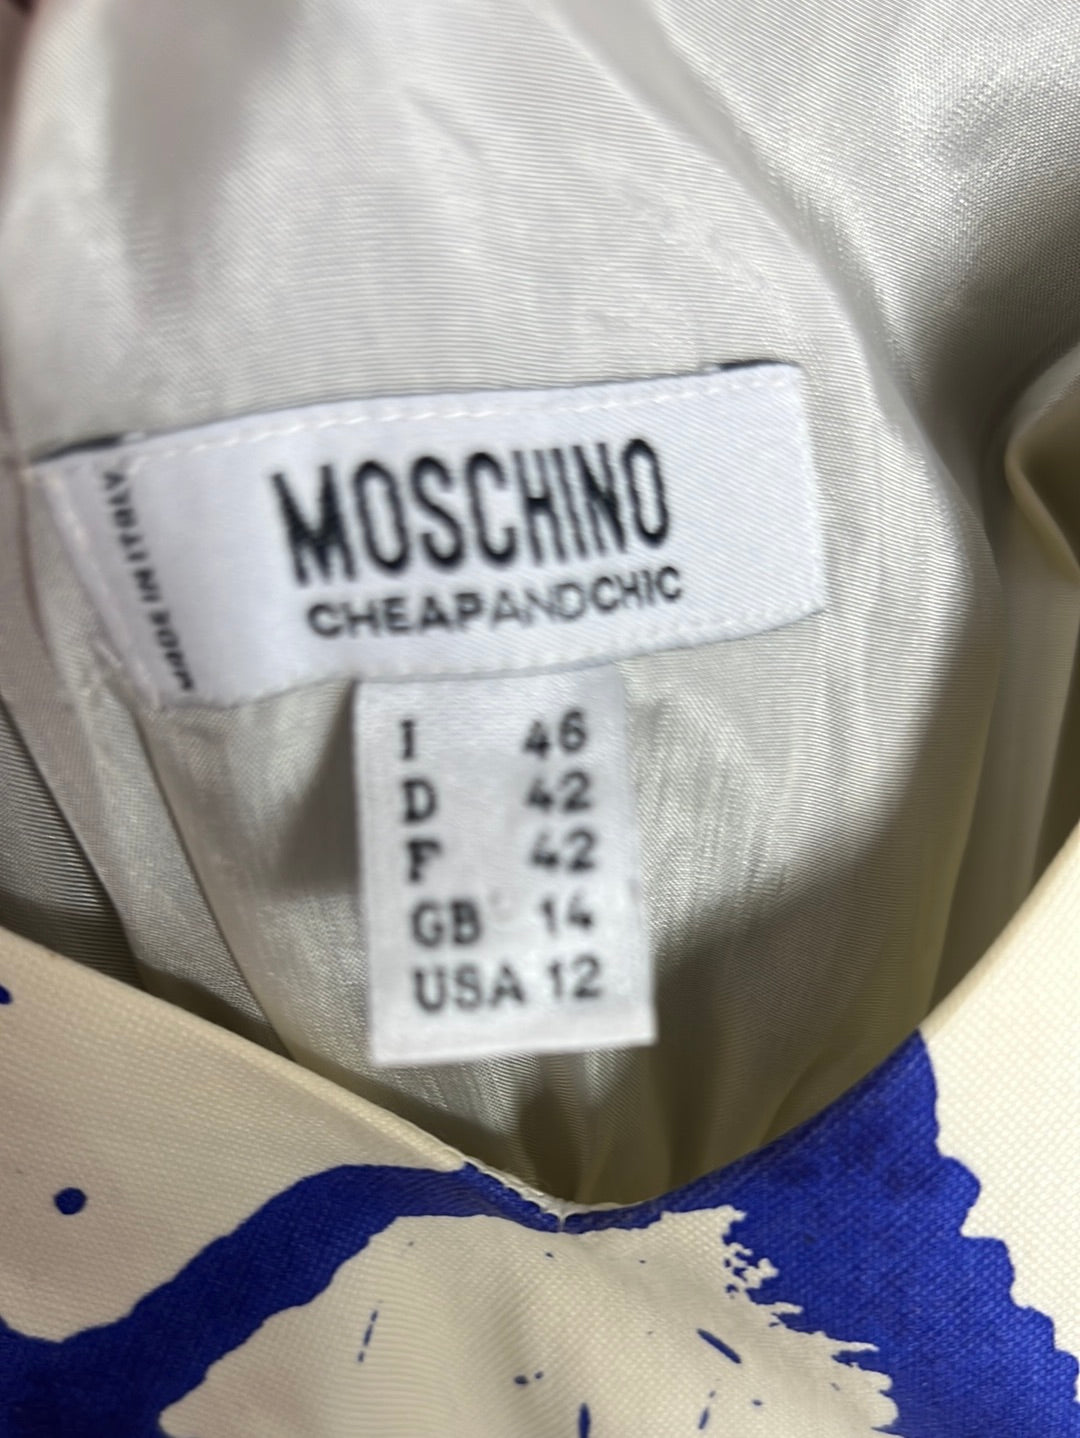 MOSCHINO
CHEAPANDCHIC
MADE IN ITALY
I 46
D 42
F 42
GB 14
USA 12